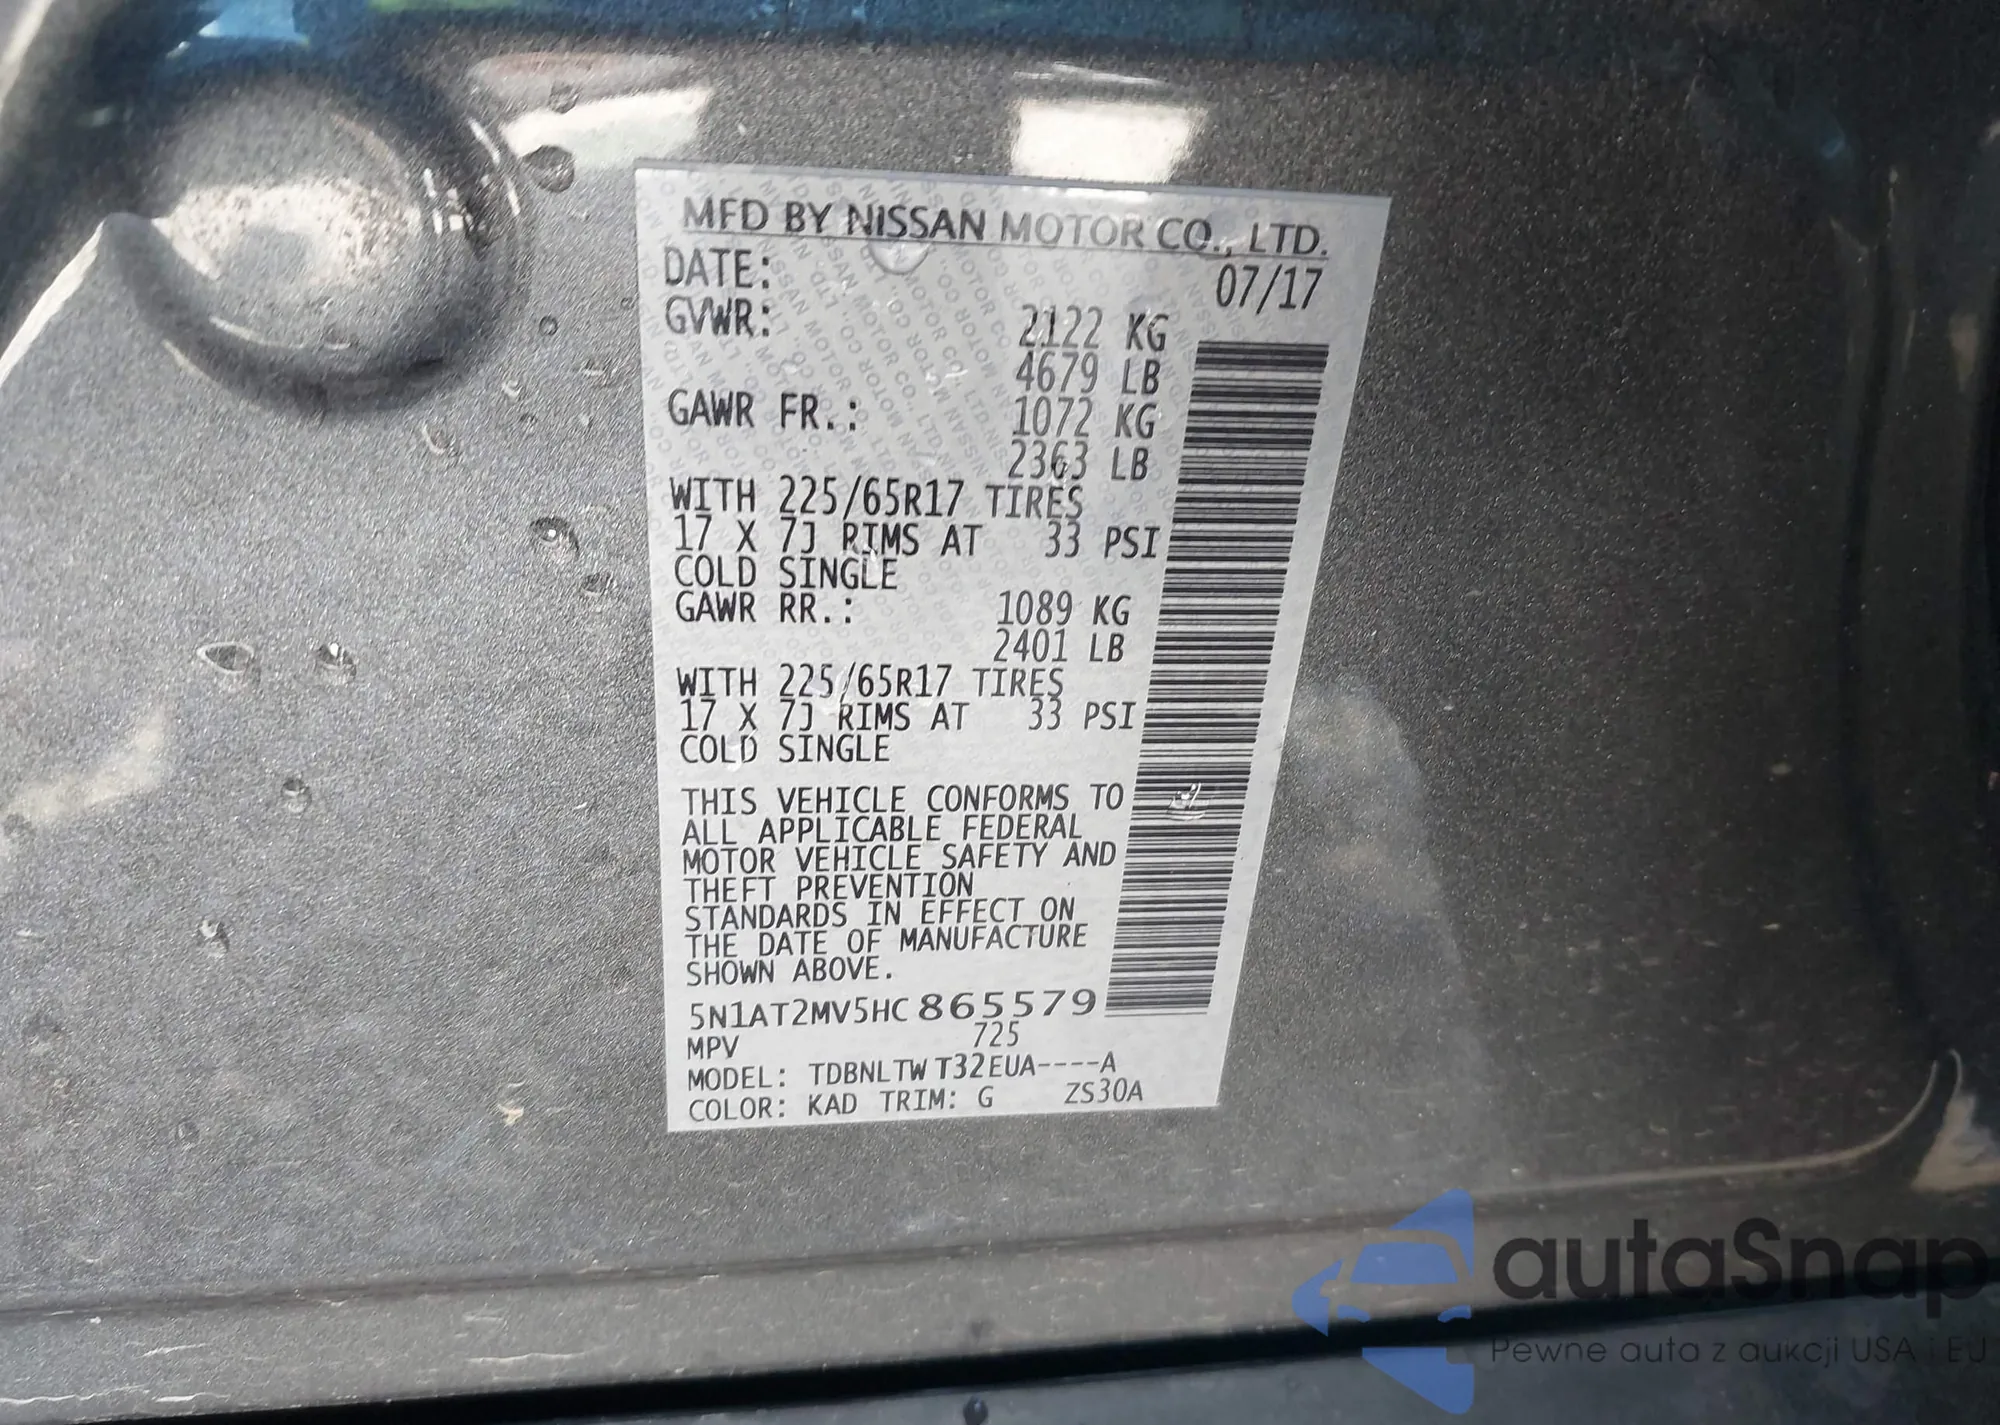 MFD BY NISSAN MOTOR CO., LTD.
DATE: 07/17
GVWR: 2122 KG
4679 LB
GAWR FR.: 1072 KG
2363 LB
WITH 225/65R17 TIRES
17 X 7J RIMS AT 33 PSI
COLD SINGLE
GAWR RR.: 1089 KG
2401 LB
WITH 225/65R17 TIRES
17 X 7J RIMS AT 33 PSI
COLD SINGLE
THIS VEHICLE CONFORMS TO
ALL APPLICABLE FEDERAL
MOTOR VEHICLE SAFETY AND
THEFT PREVENTION
STANDARDS IN EFFECT ON
THE DATE OF MANUFACTURE
SHOWN ABOVE.
5N1AT2MV5HC865579
MPV 725
MODEL: TDBNLTWT32EUA----A
COLOR: KAD TRIM: G ZS30A
autaSnap
Pewne auta z aukcji USA i EU